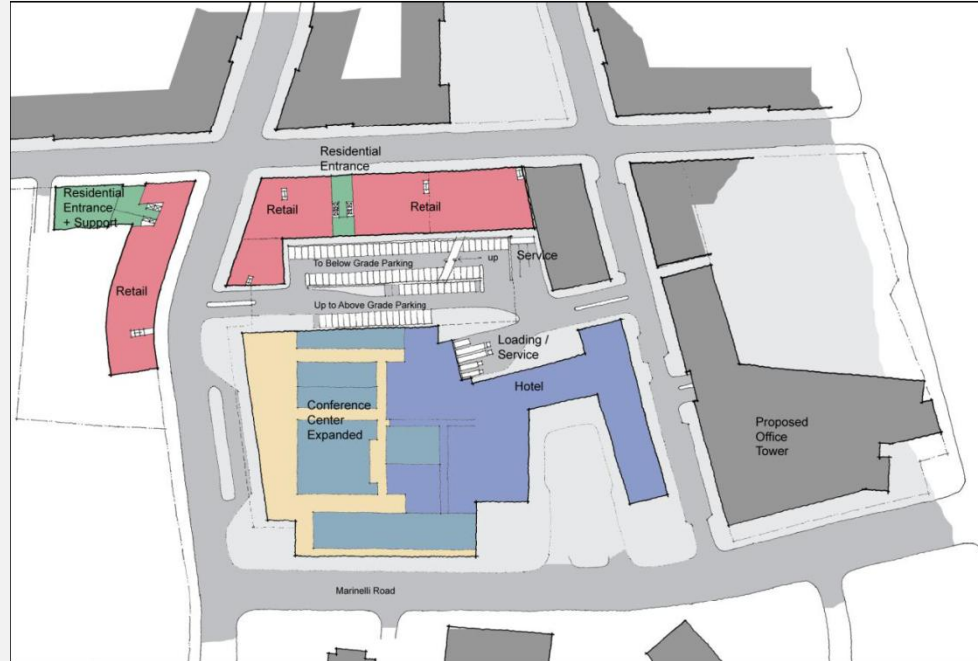 Residential
Entrance
Residential
Entrance
+ Support
Retail
Retail
Retail
To Below Grade Parking
up
Service
Up to Above Grade Parking
Loading /
Service
Hotel
Conference
Center
Expanded
Proposed
Office
Tower
Marinelli Road